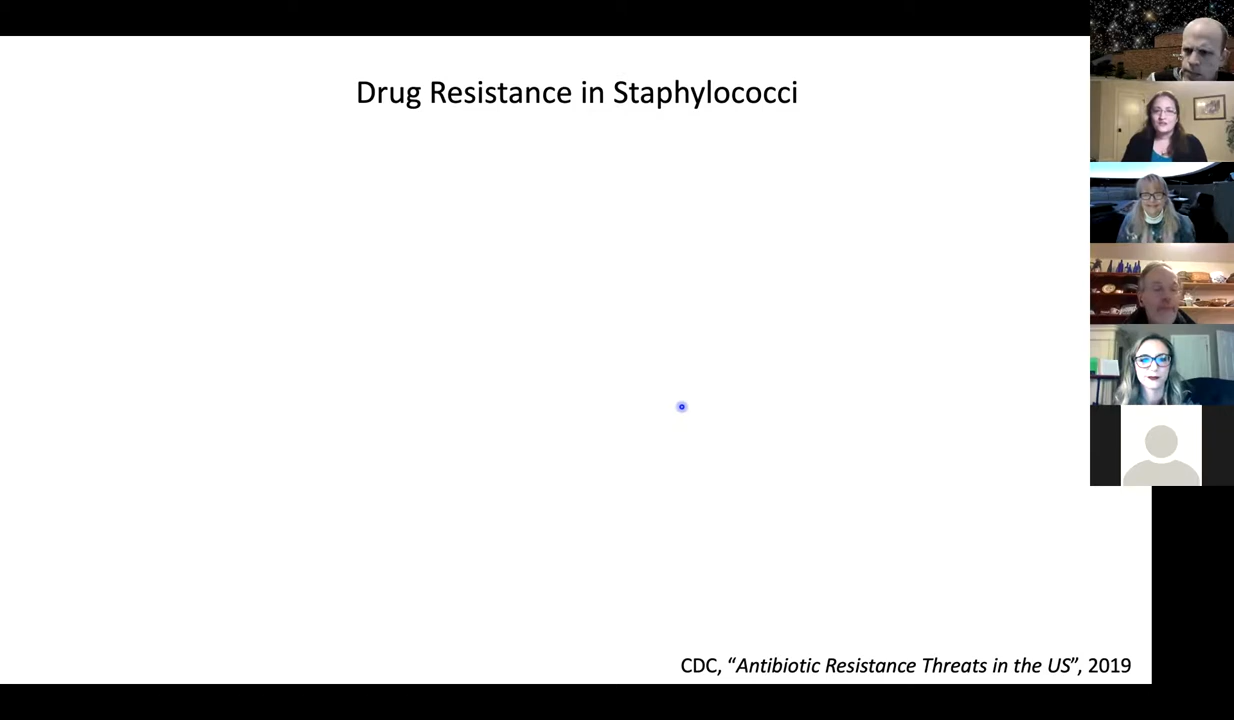 Drug Resistance in Staphylococci
CDC, “Antibiotic Resistance Threats in the US”, 2019